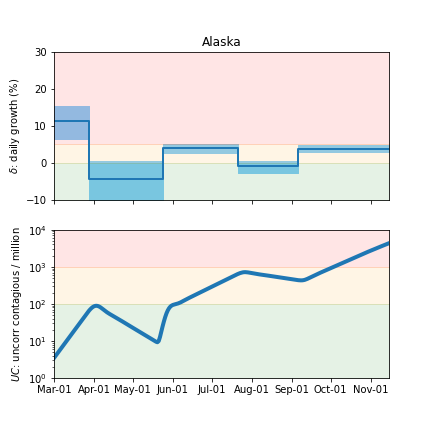 Alaska
30
20
10
0
−10
δ: daily growth (%)
10⁴
10³
10²
10¹
10⁰
UC: uncorr contagious / million
Mar-01 Apr-01 May-01 Jun-01 Jul-01 Aug-01 Sep-01 Oct-01 Nov-01